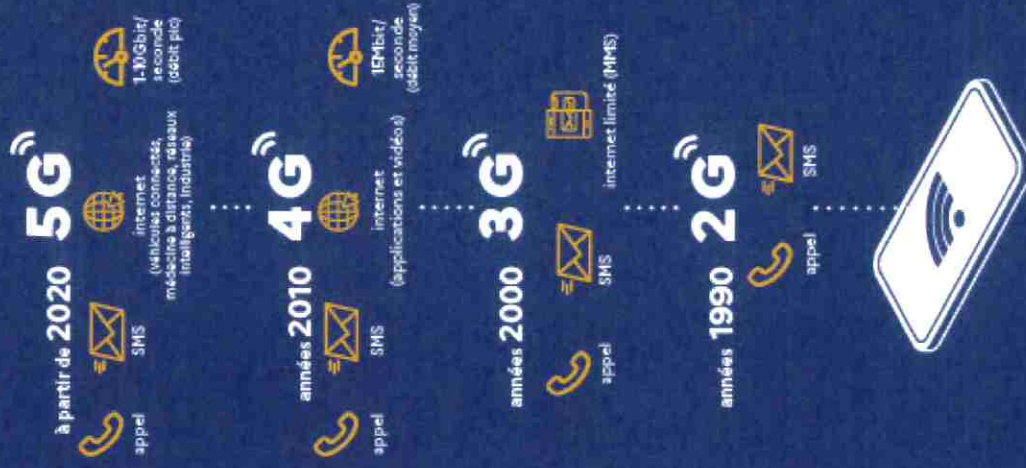 à partir de 2020 5G
appel
SMS
internet
(véhicules connectés,
médecine à distance, réseaux
intelligents, industrie)
1-10Gbit/
seconde
(débit pic)
années 2010 4G
appel
SMS
internet
(applications et vidéos)
15Mbit/
seconde
(débit moyen)
années 2000 3G
appel
SMS
internet limité (MMS)
années 1990 2G
appel
SMS